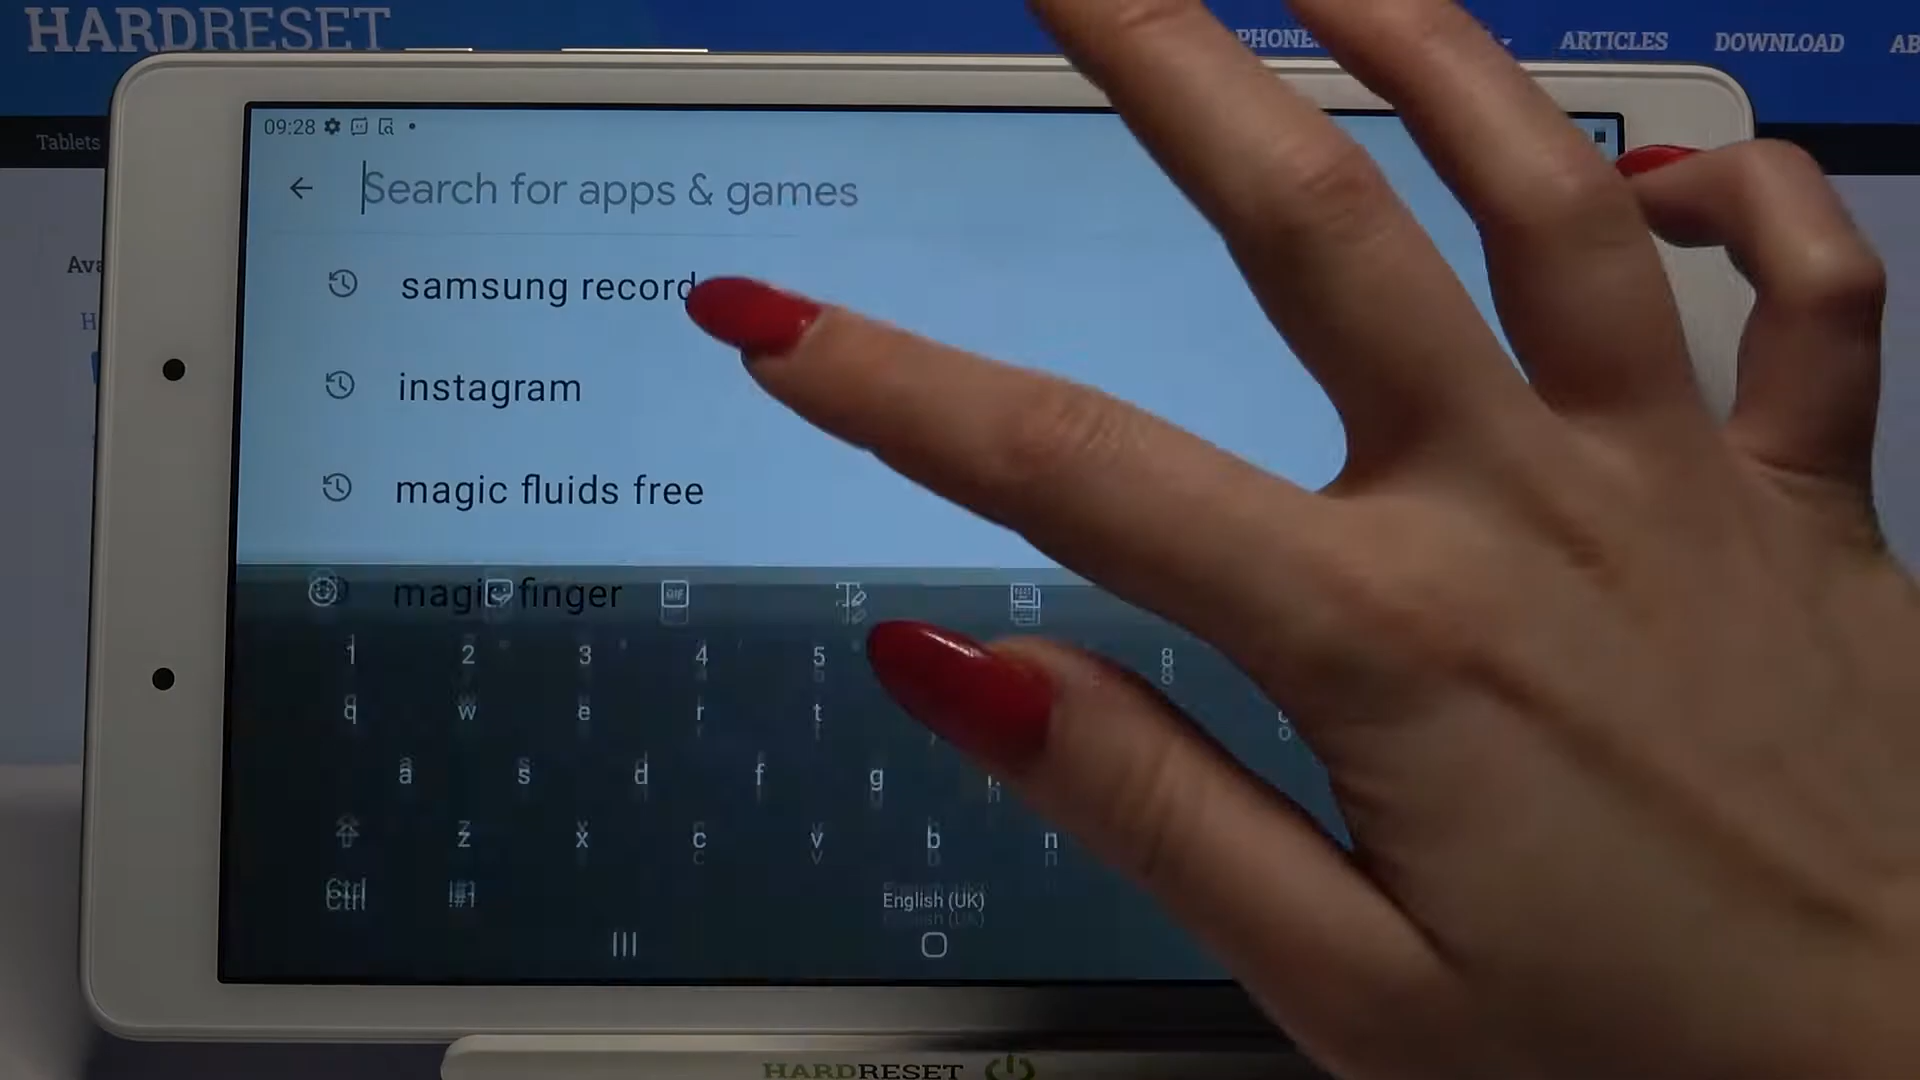 HARDRESET
ARTICLES DOWNLOAD
Tablets
09:28
Search for apps & games
samsung record
instagram
magic fluids free
magic finger
GIF
1 2 3 4 5 8
q w e r t
a s d f g h
z x c v b n
Ctrl !#1 English (UK)
HARDRESET